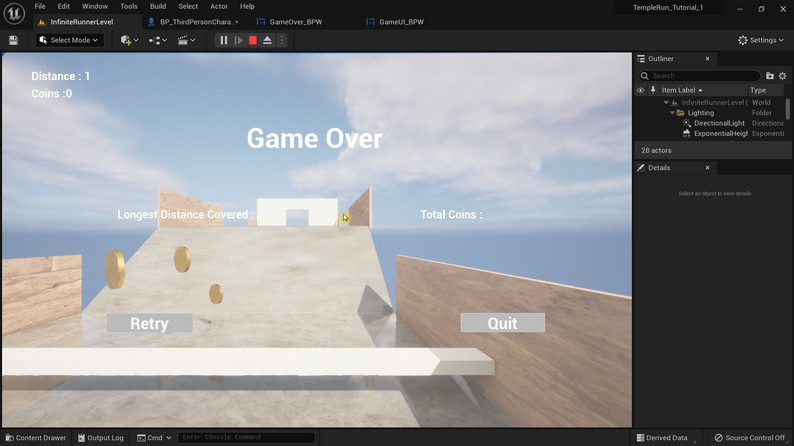 File Edit Window Tools Build Select Actor Help
TempleRun_Tutorial_1
InfiniteRunnerLevel
BP_ThirdPersonChara...•
GameOver_BPW
GameUI_BPW
Select Mode
Settings
Outliner
Search...
Item Label
Type
InfiniteRunnerLevel (
World
Lighting
Folder
DirectionalLight
Directiona
ExponentialHeigh
Exponenti
28 actors
Details
Select an object to view details.
Distance : 1
Coins :0
Game Over
Longest Distance Covered :
Total Coins :
Retry
Quit
Content Drawer
Output Log
Cmd
Enter Console Command
Derived Data
Source Control Off